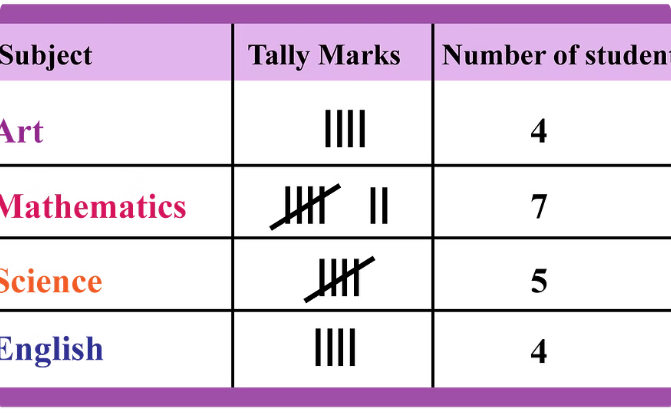 Subject Tally Marks Number of studen
Art 4
Mathematics 7
Science 5
English 4